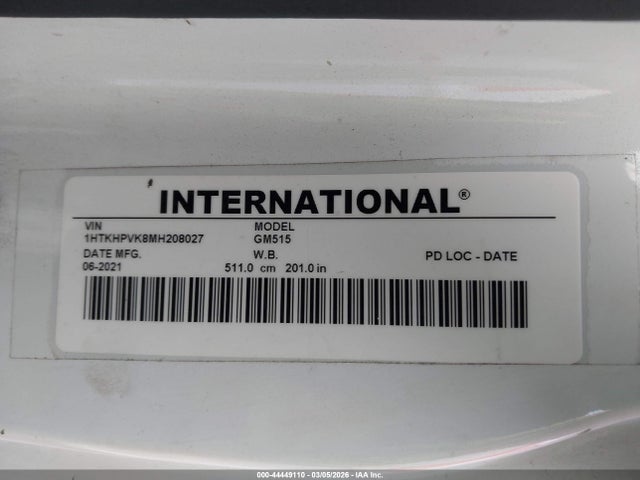 INTERNATIONAL®
VIN MODEL
1HTKHPVK8MH208027 GM515
DATE MFG. W.B. PD LOC - DATE
06-2021 511.0 cm 201.0 in
000-44449110 - 03/05/2026 - IAA Inc.